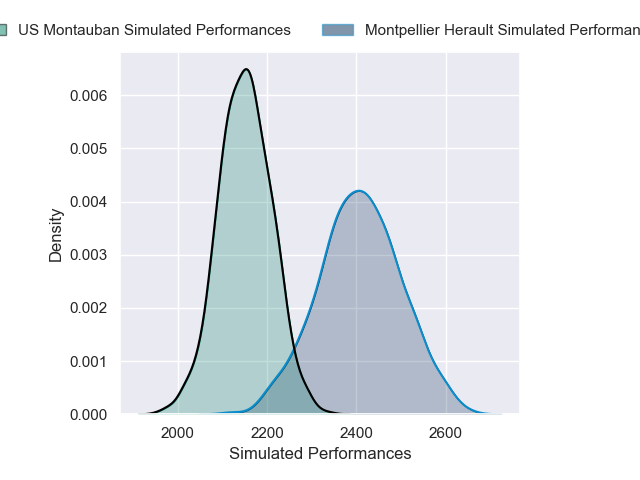 US Montauban Simulated Performances
Montpellier Herault Simulated Performan
0.006
0.005
0.004
0.003
0.002
0.001
0.000
Density
2000 2200 2400 2600
Simulated Performances